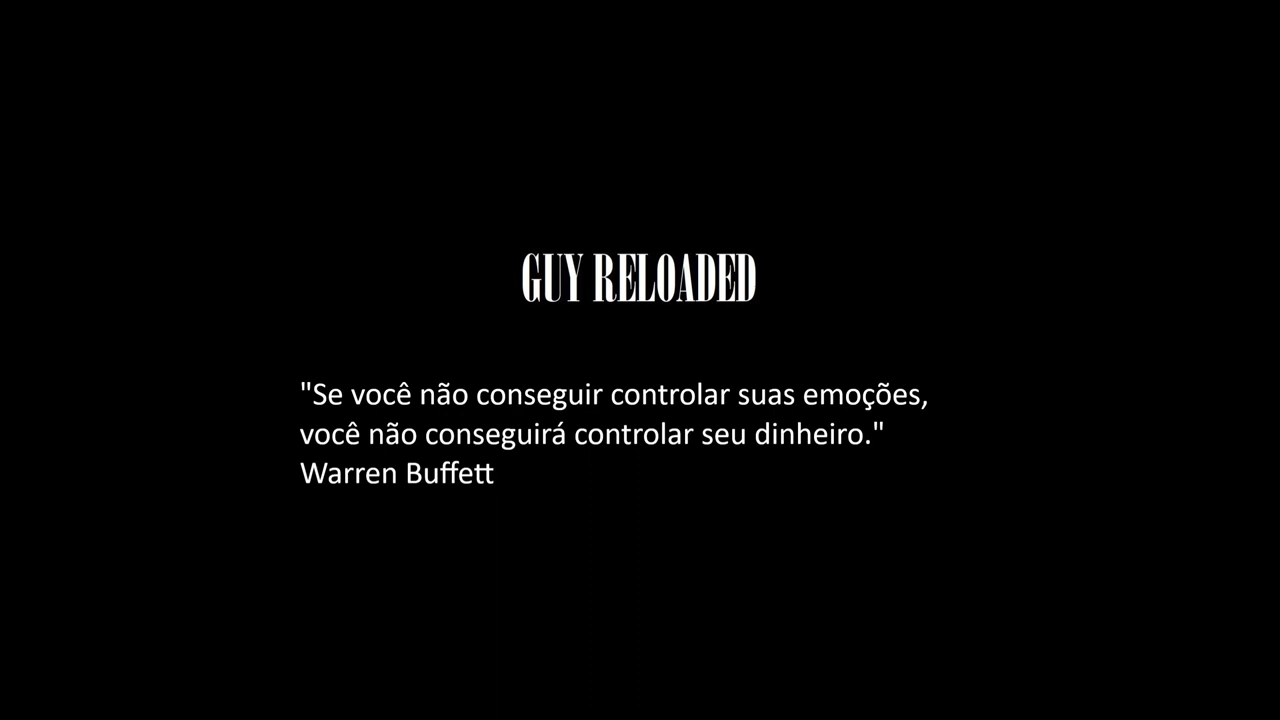 GUY RELOADED
"Se você não conseguir controlar suas emoções,
você não conseguirá controlar seu dinheiro."
Warren Buffett